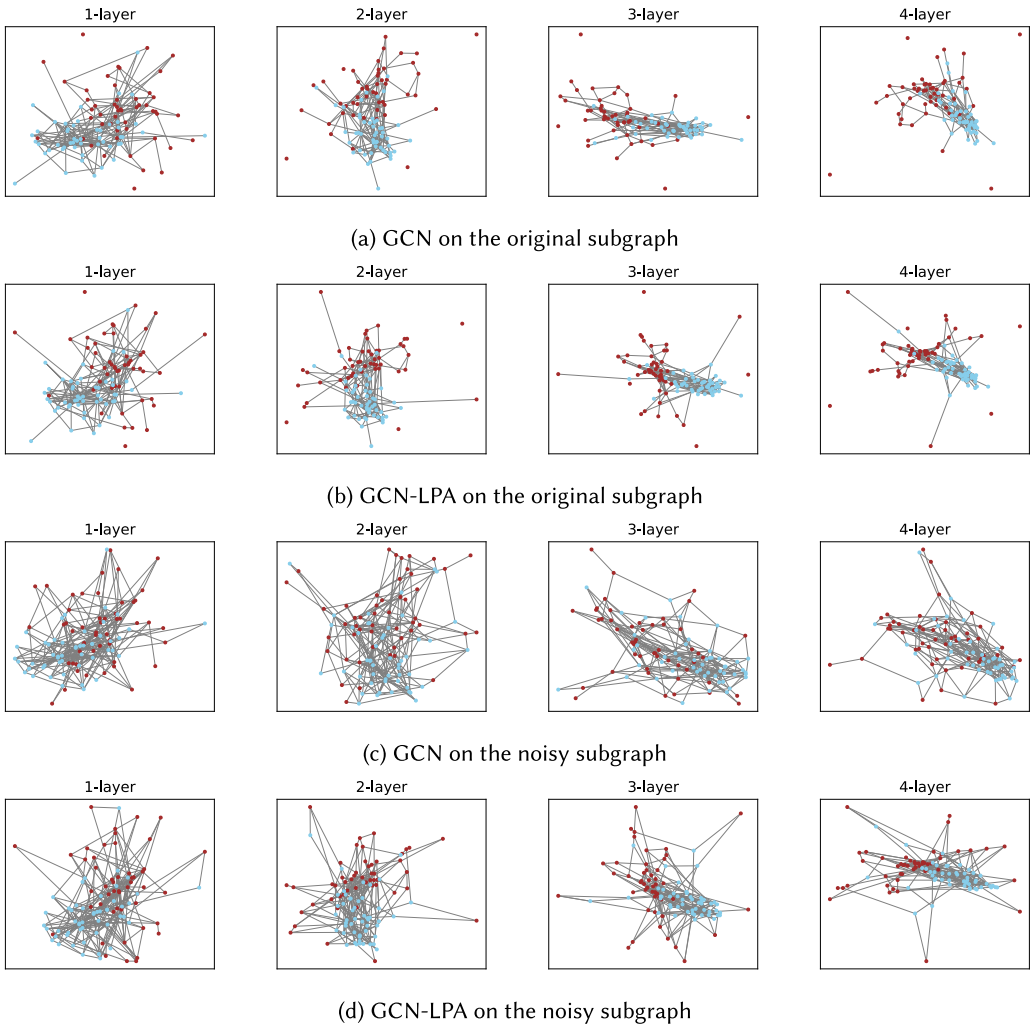 1-layer 2-layer 3-layer 4-layer
(a) GCN on the original subgraph
1-layer 2-layer 3-layer 4-layer
(b) GCN-LPA on the original subgraph
1-layer 2-layer 3-layer 4-layer
(c) GCN on the noisy subgraph
1-layer 2-layer 3-layer 4-layer
(d) GCN-LPA on the noisy subgraph